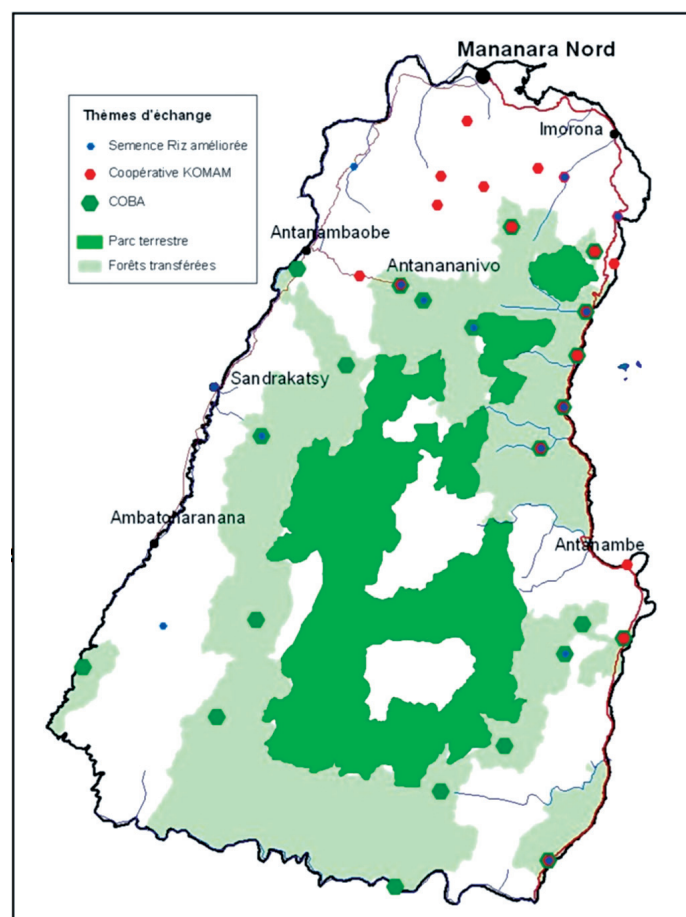 Mananara Nord
Thèmes d'échange
Semence Riz améliorée
Coopérative KOMAM
COBA
Parc terrestre
Forêts transférées
Imorona
Antanambaobe
Antanananivo
Sandrakatsy
Ambatoharanana
Antanambe